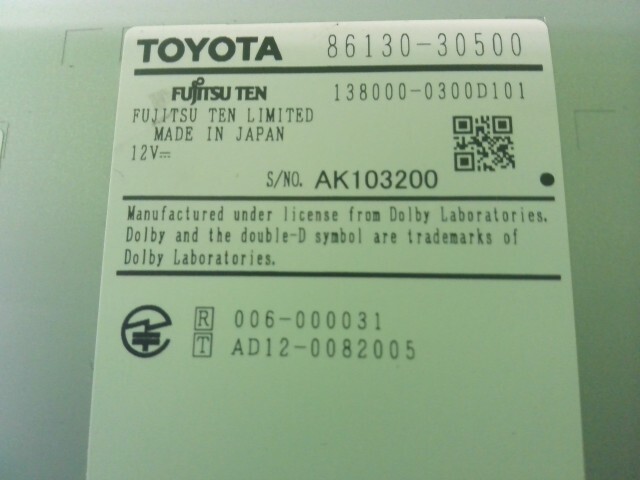 TOYOTA 86130-30500
FUJITSU TEN 138000-0300D101
FUJITSU TEN LIMITED
MADE IN JAPAN
12V⎓
S/NO. AK103200
Manufactured under license from Dolby Laboratories.
Dolby and the double-D symbol are trademarks of
Dolby Laboratories.
R 006-000031
T AD12-0082005